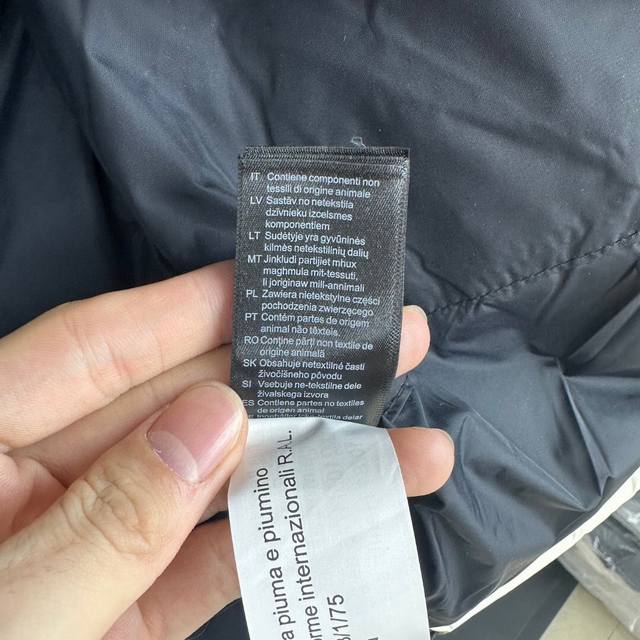 IT Contiene componenti non
tessili di origine animale
LV Sastāv no netekstila
dzīvnieku izcelsmes
komponentiem
LT Sudėtyje yra gyvūninės
kilmės netekstilinių dalių
MT Jinkludi partijiet mhux
maghmula mit-tessuti,
li joriġinaw mill-annimali
PL Zawiera nietekstylne części
pochodzenia zwierzęcego
PT Contém partes de origem
animal não têxteis.
RO Conține părți non textile de
origine animală
SK Obsahuje netextilné časti
živočíšneho pôvodu
SI Vsebuje ne-tekstilne dele
živalskega izvora
ES Contiene partes no textiles
de origen animal
a piuma e piumino
orme internazionali R.A.L.
/1/75